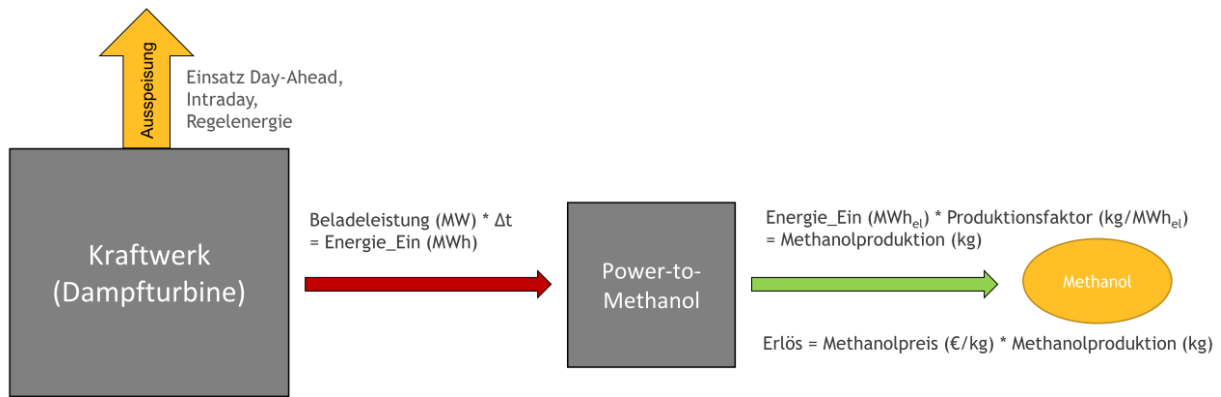 Ausspeisung
Einsatz Day-Ahead,
Intraday,
Regelenergie
Kraftwerk
(Dampfturbine)
Beladeleistung (MW) * Δt
= Energie_Ein (MWh)
Power-to-
Methanol
Energie_Ein (MWhₑₗ) * Produktionsfaktor (kg/MWhₑₗ)
= Methanolproduktion (kg)
Methanol
Erlös = Methanolpreis (€/kg) * Methanolproduktion (kg)